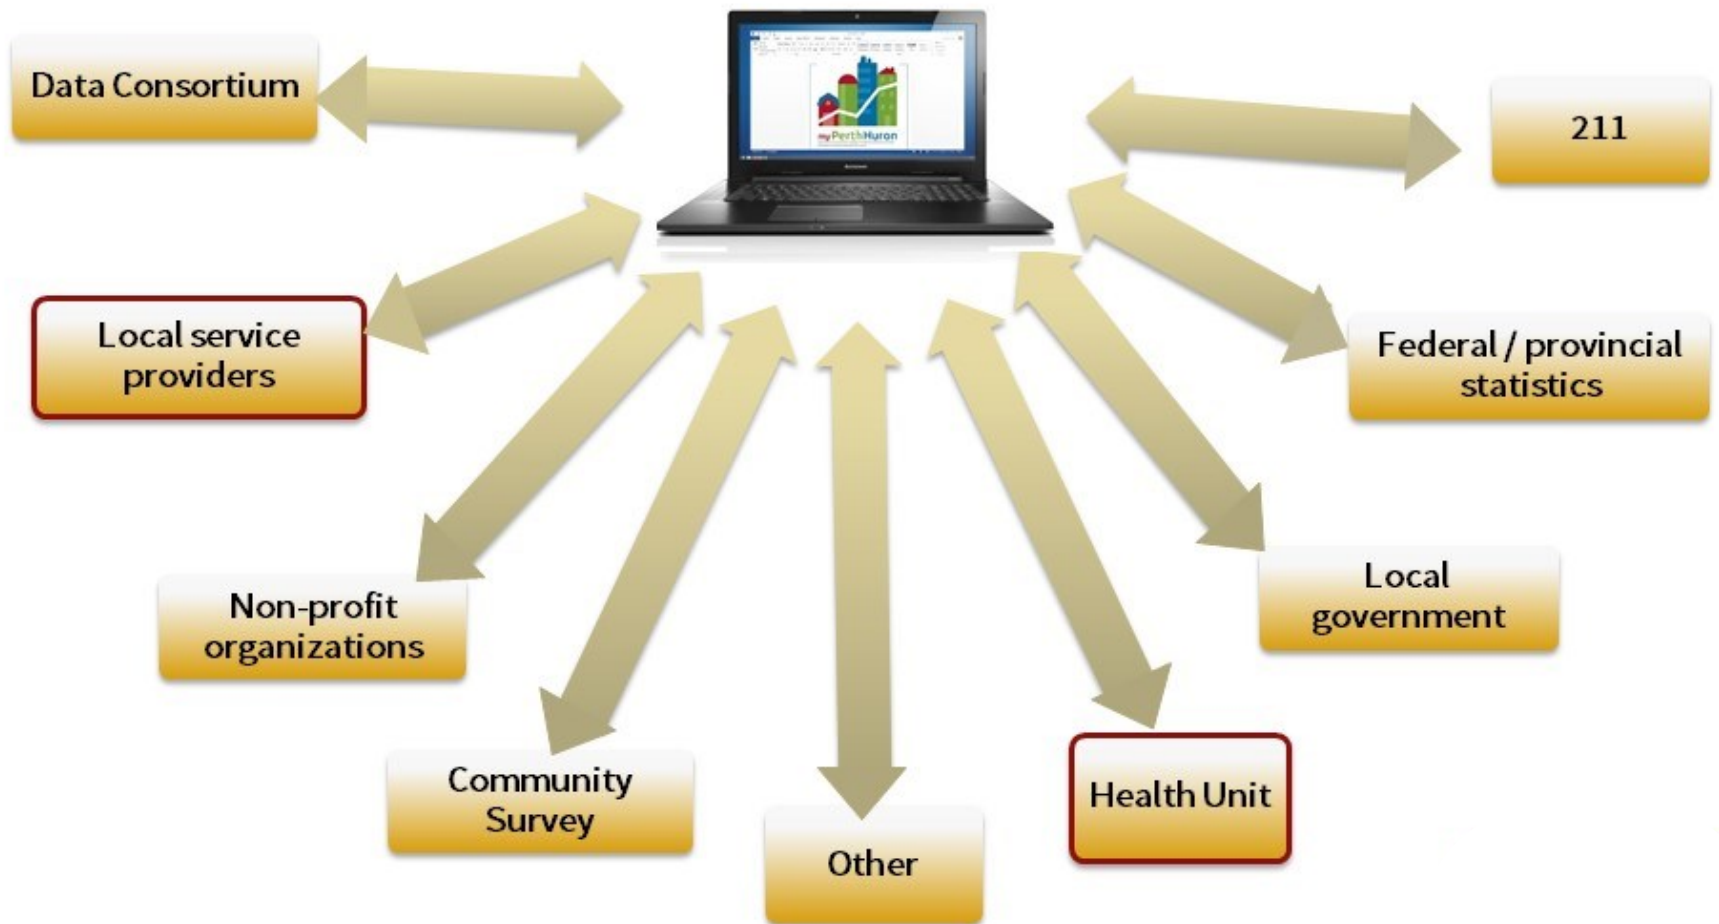 Data Consortium
myPerthHuron
211
Local service
providers
Federal / provincial
statistics
Non-profit
organizations
Local
government
Community
Survey
Health Unit
Other